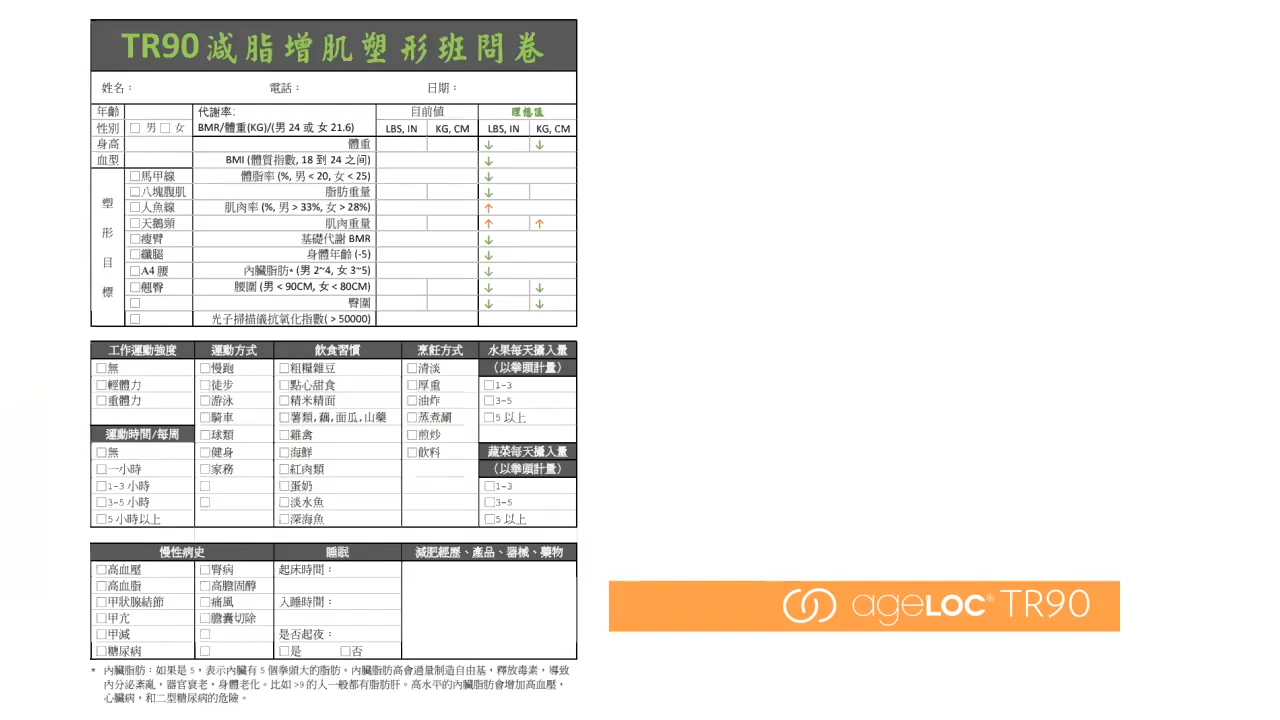 TR90減脂增肌塑形班問卷
姓名： 電話： 日期：
年齡 代謝率: 目前値 理想值
性別 □ 男 □ 女 BMR/體重(KG)/(男 24 或 女 21.6) LBS, IN KG, CM LBS, IN KG, CM
身高 體重 ↓ ↓
血型 BMI (體質指數, 18 到 24 之间) ↓
塑形目標
□馬甲線 體脂率 (%, 男 < 20, 女 < 25) ↓
□八塊腹肌 脂肪重量 ↓
□人魚線 肌肉率 (%, 男 > 33%, 女 > 28%) ↑
□天鵝頸 肌肉重量 ↑ ↑
□瘦臂 基礎代謝 BMR ↓
□纖腿 身體年齡 (-5) ↓
□A4 腰 內臟脂肪* (男 2~4, 女 3~5) ↓
□翹臀 腰圍 (男 < 90CM, 女 < 80CM) ↓ ↓
□ 臀圍 ↓ ↓
□ 光子掃描儀抗氧化指數( > 50000)
工作運動強度 運動方式 飲食習慣 烹飪方式 水果每天攝入量
□無 □慢跑 □粗糧雜豆 □清淡 （以拳頭計量）
□輕體力 □徒步 □點心甜食 □厚重 □1-3
□重體力 □游泳 □精米精面 □油炸 □3-5
□騎車 □薯類,藕,面瓜,山藥 □蒸煮涮 □5 以上
運動時間/每周 □球類 □雞禽 □煎炒
□無 □健身 □海鮮 □飲料 蔬菜每天攝入量
□一小時 □家務 □紅肉類 （以拳頭計量）
□1-3 小時 □ □蛋奶 □1-3
□3-5 小時 □ □淡水魚 □3-5
□5 小時以上 □深海魚 □5 以上
慢性病史 睡眠 減肥經歷、產品、器械、藥物
□高血壓 □腎病 起床時間：
□高血脂 □高膽固醇
□甲狀腺結節 □痛風 入睡時間：
□甲亢 □膽囊切除
□甲減 □ 是否起夜：
□糖尿病 □ □是 □否
* 內臟脂肪：如果是 5，表示內臟有 5 個拳頭大的脂肪。內臟脂肪高會過量制造自由基，釋放毒素，導致
內分泌紊亂，器官衰老，身體老化。比如 >9 的人一般都有脂肪肝。高水平的內臟脂肪會增加高血壓，
心臟病，和二型糖尿病的危險。
ageLOC® TR90